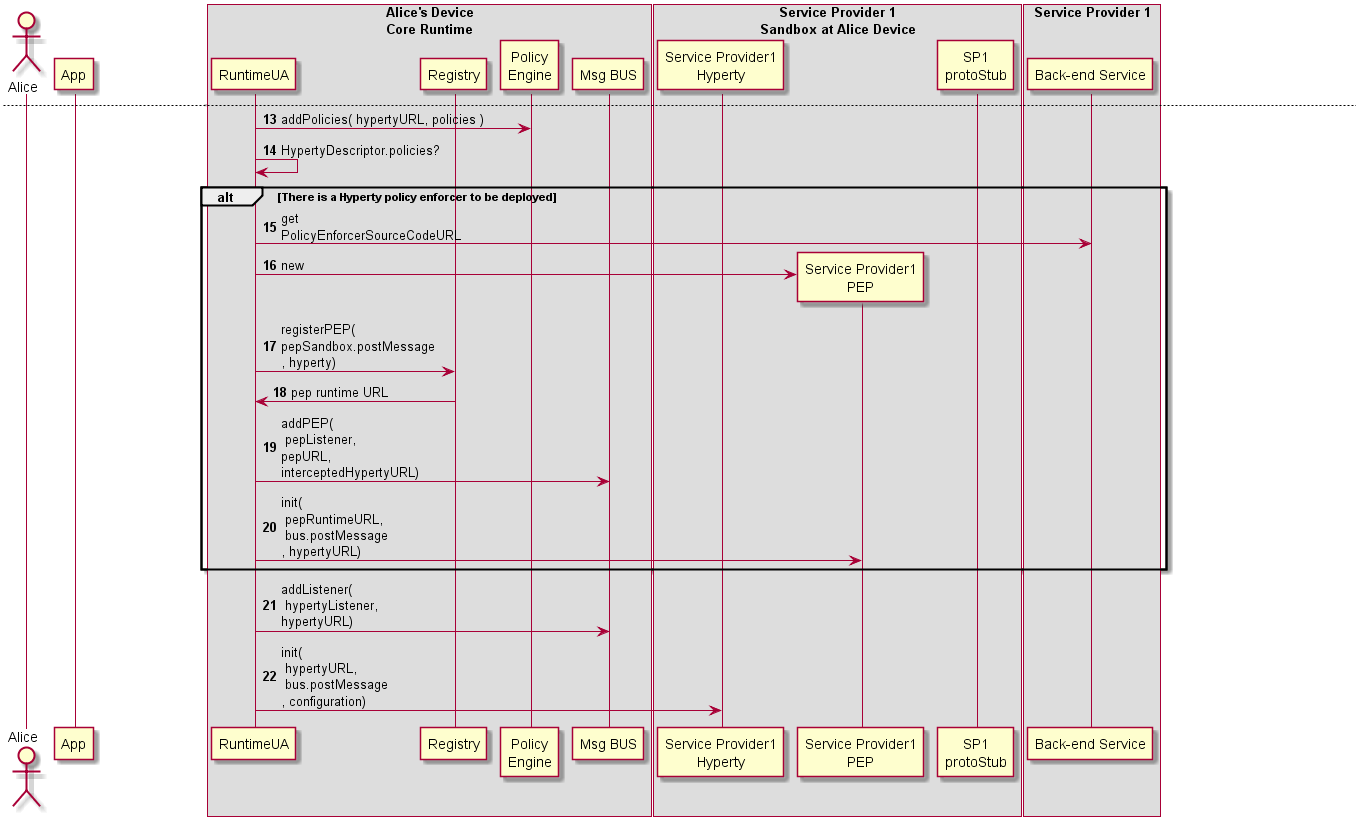 Alice's Device
Core Runtime
Service Provider 1
Sandbox at Alice Device
Service Provider 1
Alice
App
RuntimeUA
Registry
Policy
Engine
Msg BUS
Service Provider1
Hyperty
SP1
protoStub
Back-end Service
13 addPolicies( hypertyURL, policies )
14 HypertyDescriptor.policies?
alt [There is a Hyperty policy enforcer to be deployed]
15 get
PolicyEnforcerSourceCodeURL
16 new
Service Provider1
PEP
17 registerPEP(
pepSandbox.postMessage
, hyperty)
18 pep runtime URL
19 addPEP(
pepListener,
pepURL,
interceptedHypertyURL)
20 init(
pepRuntimeURL,
bus.postMessage
, hypertyURL)
21 addListener(
hypertyListener,
hypertyURL)
22 init(
hypertyURL,
bus.postMessage
, configuration)
Alice
App
RuntimeUA
Registry
Policy
Engine
Msg BUS
Service Provider1
Hyperty
Service Provider1
PEP
SP1
protoStub
Back-end Service